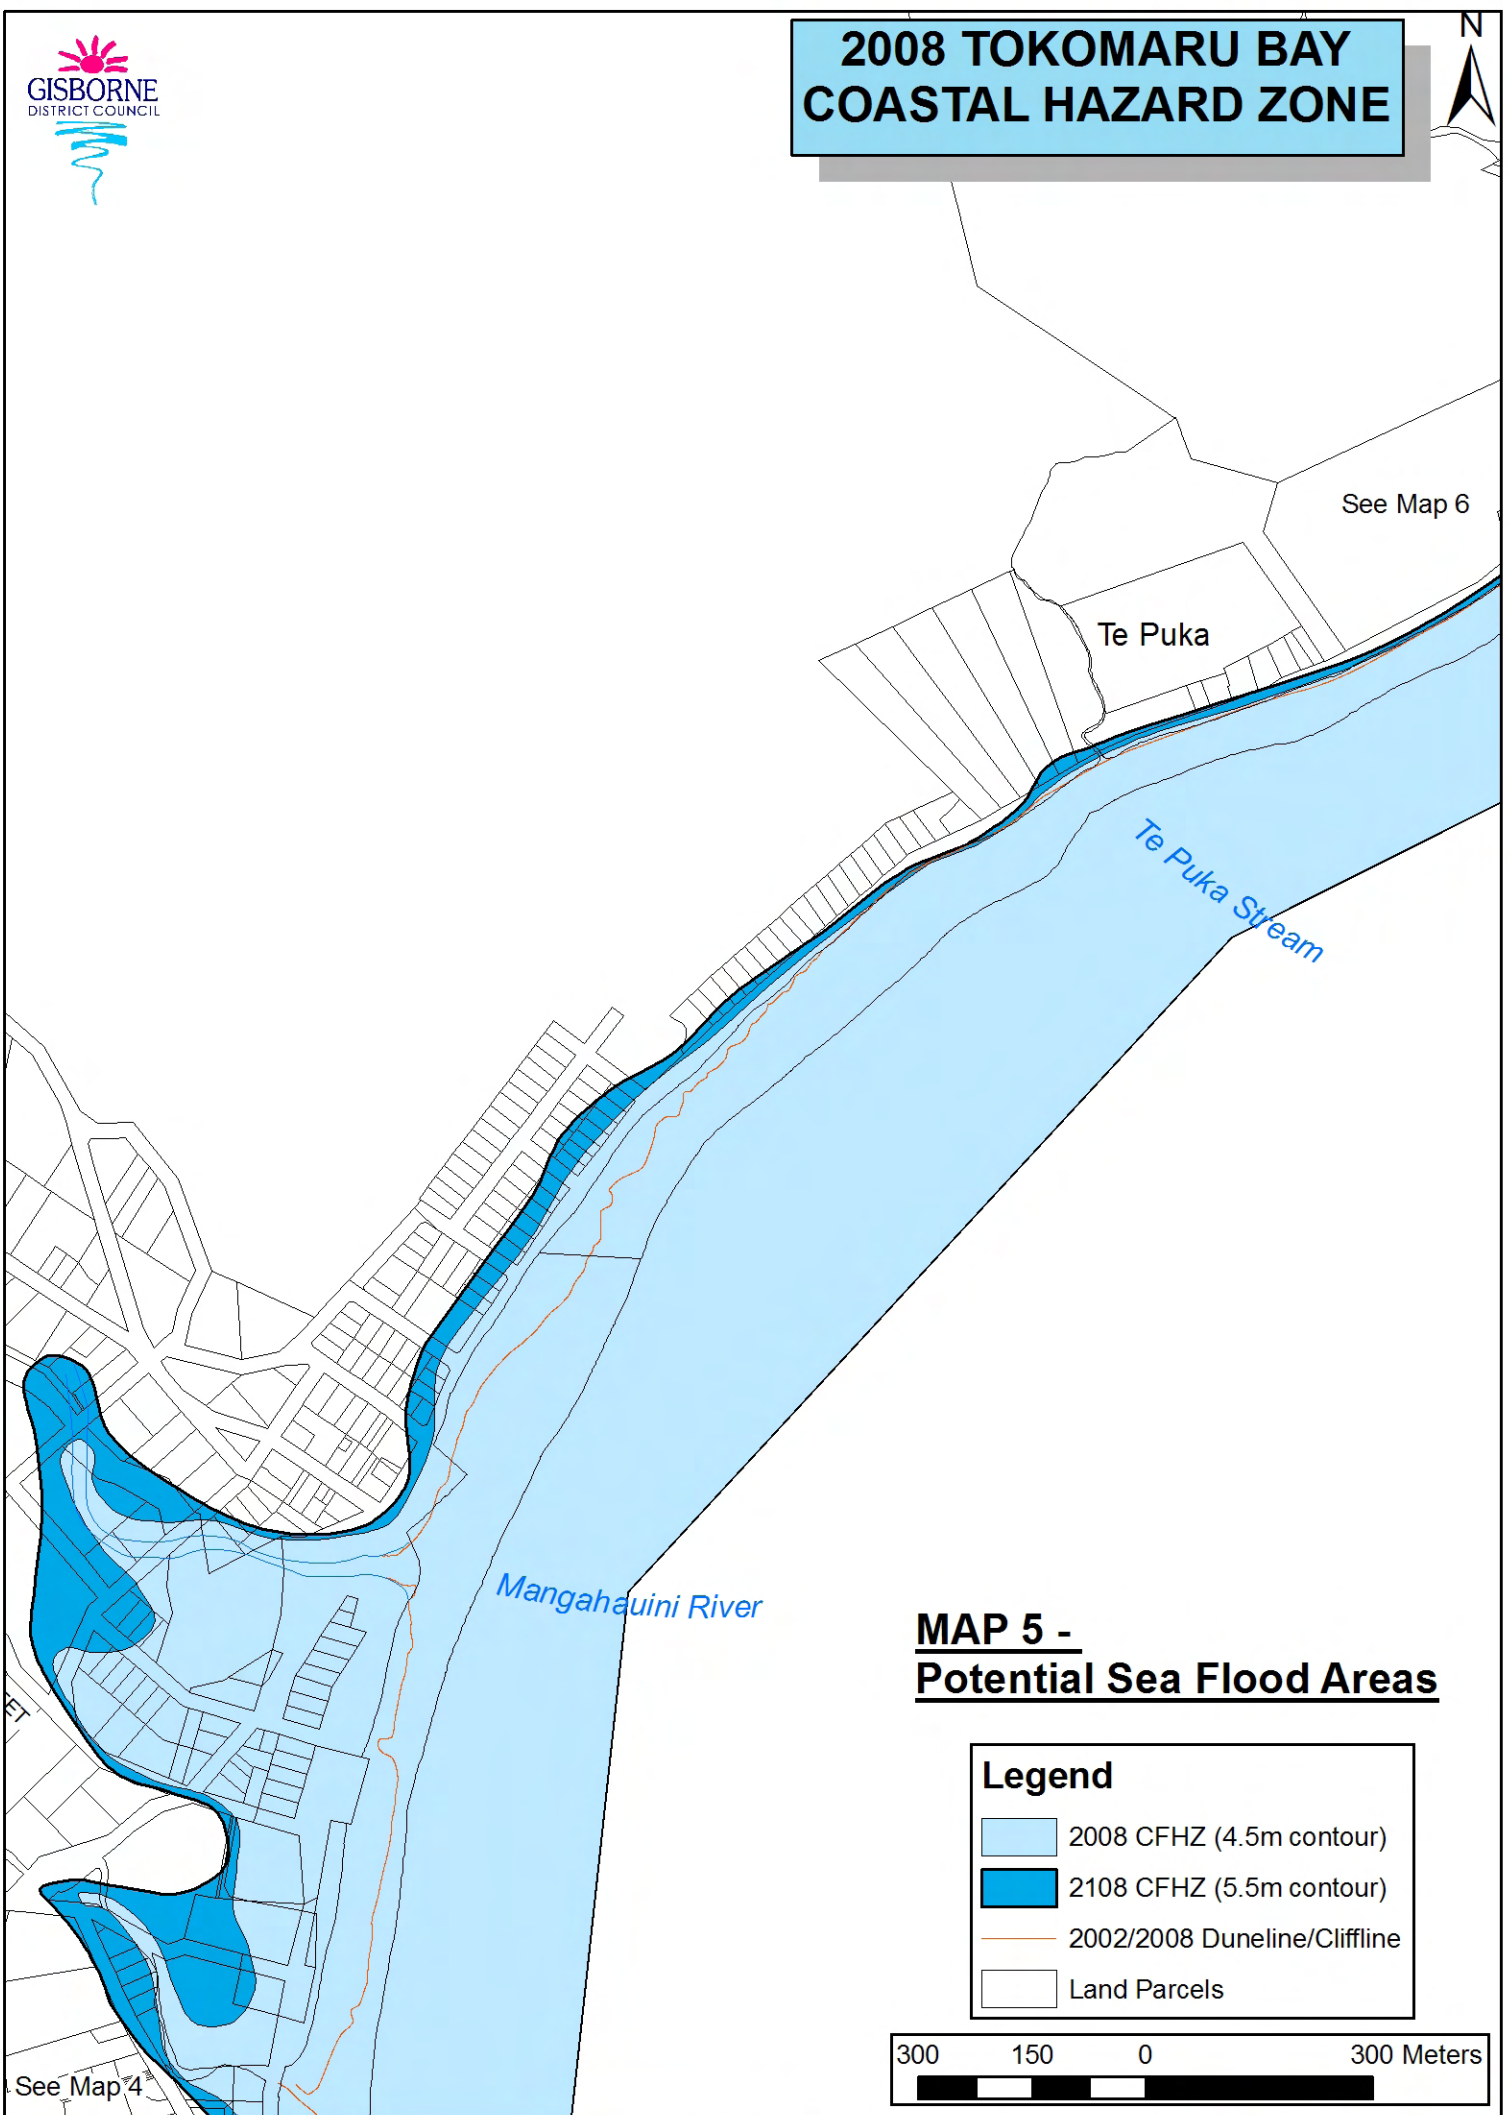 GISBORNE
DISTRICT COUNCIL
2008 TOKOMARU BAY
COASTAL HAZARD ZONE
N
See Map 6
Te Puka
Te Puka Stream
Mangahauini River
MAP 5 -
Potential Sea Flood Areas
ET
Legend
2008 CFHZ (4.5m contour)
2108 CFHZ (5.5m contour)
2002/2008 Duneline/Cliffline
Land Parcels
300 150 0 300 Meters
See Map 4